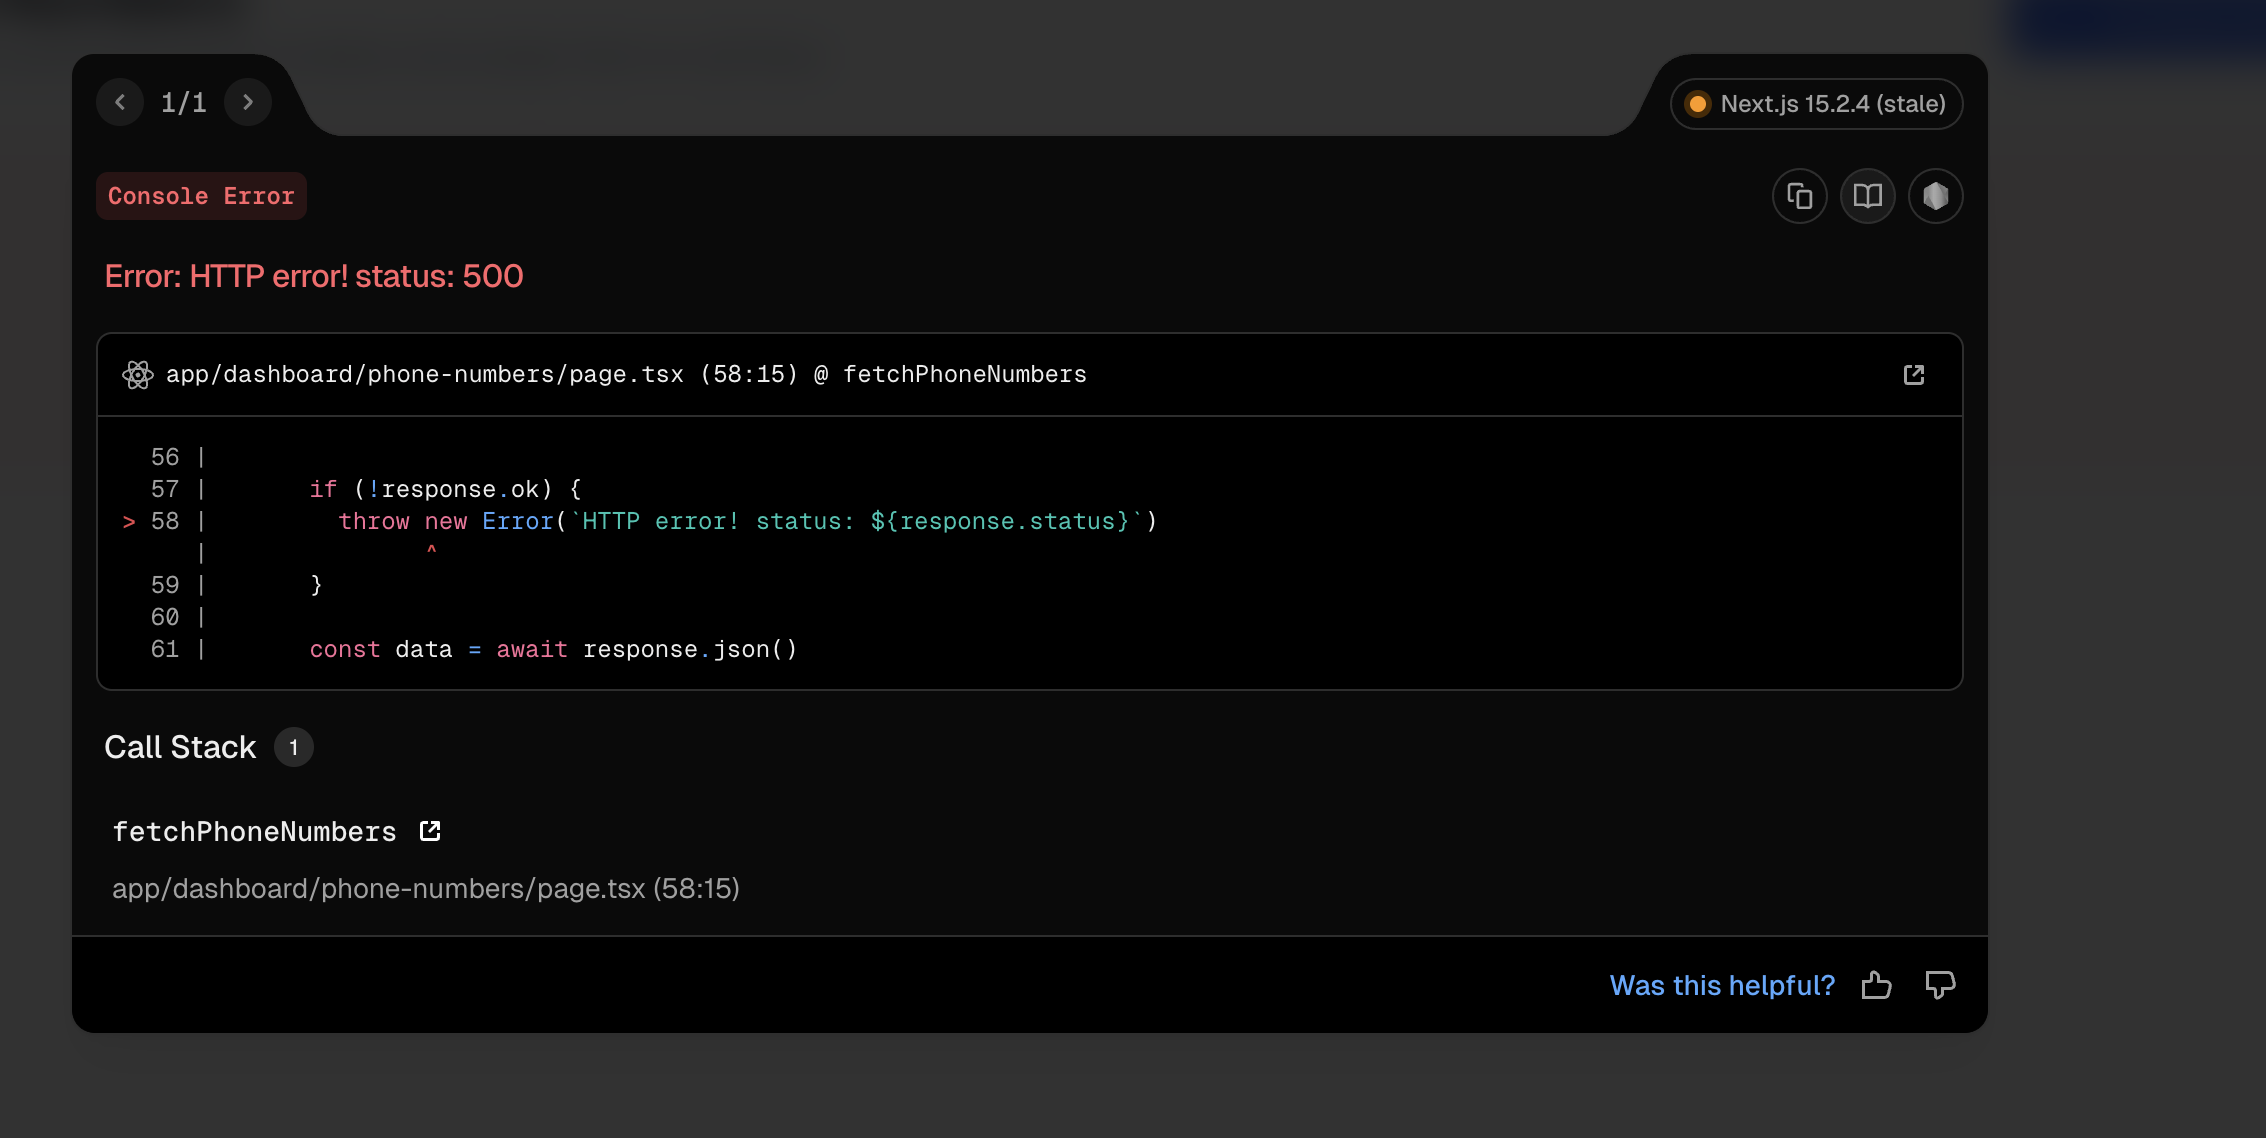 1/1
Next.js 15.2.4 (stale)
Console Error
Error: HTTP error! status: 500
app/dashboard/phone-numbers/page.tsx (58:15) @ fetchPhoneNumbers
56 |
57 |       if (!response.ok) {
> 58 |         throw new Error(`HTTP error! status: ${response.status}`)
|               ^
59 |       }
60 |
61 |       const data = await response.json()
Call Stack 1
fetchPhoneNumbers
app/dashboard/phone-numbers/page.tsx (58:15)
Was this helpful?